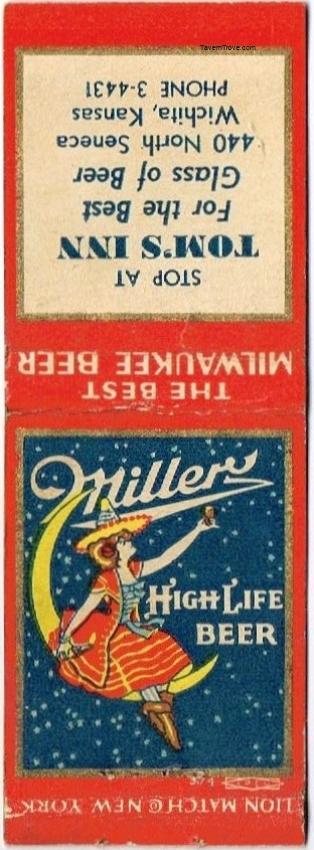 TavernTrove.com
STOP AT
TOM'S INN
For the Best
Glass of Beer
440 North Seneca
Wichita, Kansas
PHONE 3-4431
THE BEST
MILWAUKEE BEER
Miller
HIGH LIFE
BEER
LION MATCH © NEW YORK